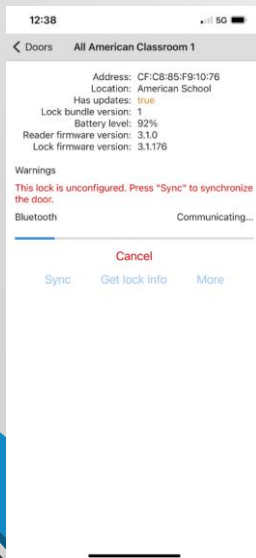 12:38
5G
Doors All American Classroom 1
Address: CF:C8:85:F9:10:76
Location: American School
Has updates: true
Lock bundle version: 1
Battery level: 92%
Reader firmware version: 3.1.0
Lock firmware version: 3.1.176
Warnings
This lock is unconfigured. Press "Sync" to synchronize
the door.
Bluetooth Communicating...
Cancel
Sync Get lock info More